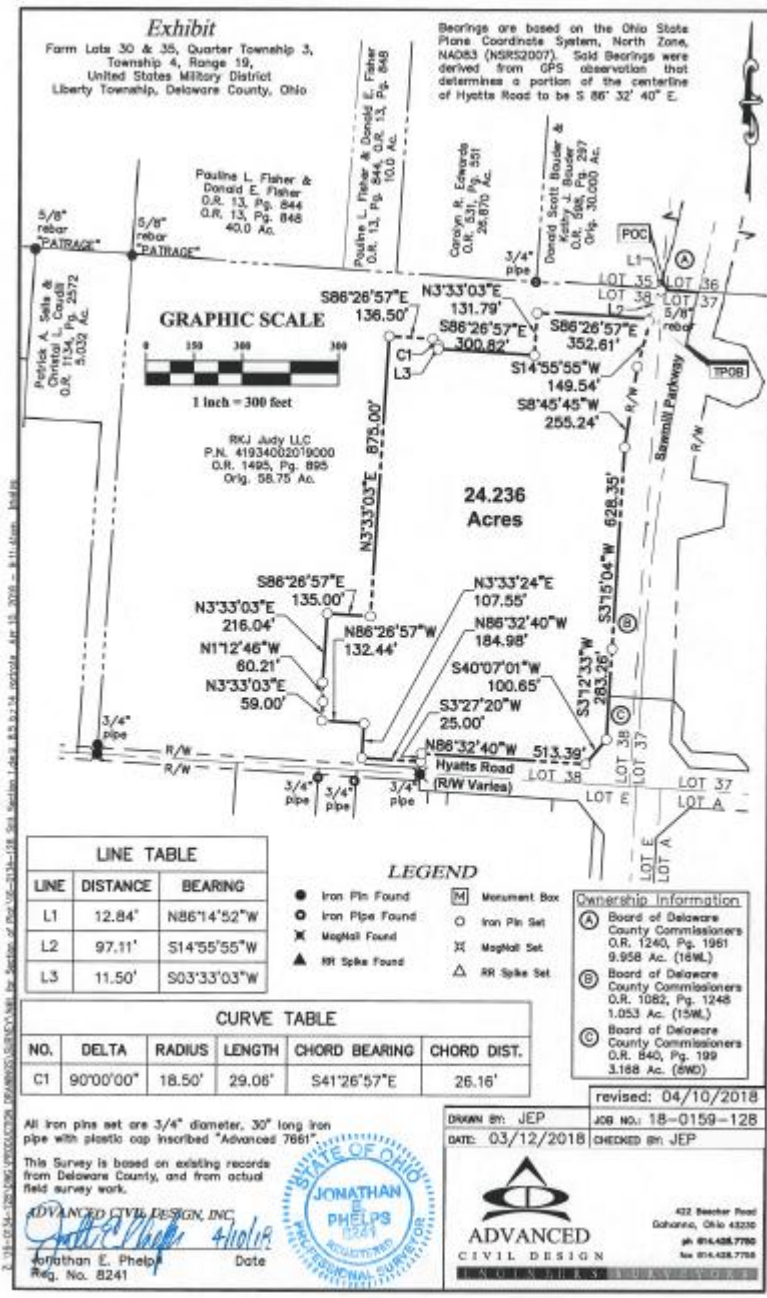 Exhibit
Farm Lots 30 & 35, Quarter Township 3,
Township 4, Range 19,
United States Military District
Liberty Township, Delaware County, Ohio
Bearings are based on the Ohio State
Plane Coordinate System, North Zone,
NAD83 (NSRS2007). Said Bearings were
derived from GPS observation that
determines a portion of the centerline
of Hyatts Road to be S 86° 32' 40" E.
Pauline L. Fisher &
Donald E. Fisher
O.R. 13, Pg. 844
O.R. 13, Pg. 848
40.0 Ac.
Pauline L. Fisher & Donald E. Fisher
O.R. 13, Pg. 844, O.R. 13, Pg. 848
10.0 Ac.
Carolyn R. Edwards
O.R. 531, Pg. 551
26.870 Ac.
Donald Scott Bouder &
Kathy J. Bouder
O.R. 598, Pg. 297
Orig. 30.000 Ac.
5/8"
rebar
"PATRAGE"
5/8"
rebar
"PATRAGE"
3/4"
pipe
POC
L1
A
LOT 35
LOT 36
LOT 38
LOT 37
L2
5/8"
rebar
TPOB
Patrick A. Sells &
Christal L. Caudill
O.R. 1134, Pg. 2572
5.032 Ac.
GRAPHIC SCALE
0 150 300 300
1 inch = 300 feet
S86°26'57"E
136.50'
N3°33'03"E
131.79'
S86°26'57"E
300.82'
S86°26'57"E
352.61'
C1
L3
S14°55'55"W
149.54'
S8°45'45"W
255.24'
R/W
Sawmill Parkway
R/W
RKJ Judy LLC
P.N. 41934002019000
O.R. 1495, Pg. 895
Orig. 58.75 Ac.
N3°33'03"E 875.00'
24.236
Acres
S3°15'04"W 628.35'
S86°26'57"E
135.00'
N3°33'03"E
216.04'
N1°12'46"W
60.21'
N3°33'03"E
59.00'
N86°26'57"W
132.44'
N3°33'24"E
107.55'
N86°32'40"W
184.98'
S40°07'01"W
100.65'
S3°27'20"W
25.00'
S3°12'33"W
283.26'
B
C
N86°32'40"W 513.39'
3/4"
pipe
R/W
R/W
Hyatts Road
(R/W Varies)
3/4"
pipe
3/4"
pipe
3/4"
pipe
LOT 38
LOT 38
LOT 37
LOT 37
LOT E
LOT A
LOT E
LOT A
LINE TABLE
LINE DISTANCE BEARING
L1 12.84' N86°14'52"W
L2 97.11' S14°55'55"W
L3 11.50' S03°33'03"W
LEGEND
Iron Pin Found
Iron Pipe Found
MagNail Found
RR Spike Found
M Monument Box
Iron Pin Set
MagNail Set
RR Spike Set
Ownership Information
A Board of Delaware
County Commissioners
O.R. 1240, Pg. 1961
9.958 Ac. (16WL)
B Board of Delaware
County Commissioners
O.R. 1082, Pg. 1248
1.053 Ac. (15WL)
C Board of Delaware
County Commissioners
O.R. 840, Pg. 199
3.168 Ac. (8WD)
CURVE TABLE
NO. DELTA RADIUS LENGTH CHORD BEARING CHORD DIST.
C1 90°00'00" 18.50' 29.06' S41°26'57"E 26.16'
All iron pins set are 3/4" diameter, 30" long iron
pipe with plastic cap inscribed "Advanced 7661".
This Survey is based on existing records
from Delaware County, and from actual
field survey work.
ADVANCED CIVIL DESIGN, INC.
4/10/18
Jonathan E. Phelps Date
Reg. No. 8241
STATE OF OHIO
JONATHAN
E
PHELPS
8241
REGISTERED
PROFESSIONAL SURVEYOR
revised: 04/10/2018
DRAWN BY: JEP JOB NO.: 18-0159-128
DATE: 03/12/2018 CHECKED BY: JEP
ADVANCED
CIVIL DESIGN
ENGINEERS SURVEYORS
422 Beecher Road
Gahanna, Ohio 43230
ph 614.428.7750
fax 614.428.7755